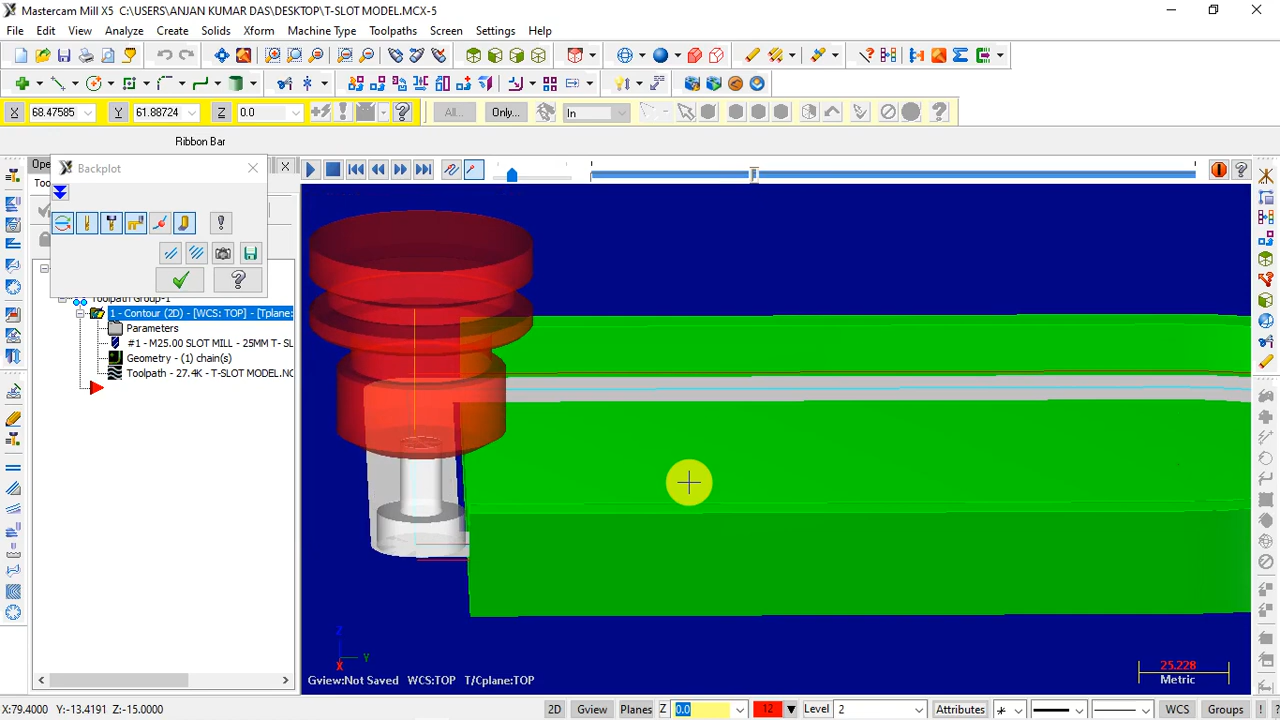 Mastercam Mill X5 C:\USERS\ANJAN KUMAR DAS\DESKTOP\T-SLOT MODEL.MCX-5
File Edit View Analyze Create Solids Xform Machine Type Toolpaths Screen Settings Help
X 68.47585 Y 61.88724 Z 0.0 All... Only... In
Ribbon Bar
Backplot
Toolpath Group-1
1 - Contour (2D) - [WCS: TOP] - [Tplane:
Parameters
#1 - M25.00 SLOT MILL - 25MM T- SL
Geometry - (1) chain(s)
Toolpath - 27.4K - T-SLOT MODEL.NC
Z
Y
X
25.228
Metric
Gview:Not Saved WCS:TOP T/Cplane:TOP
X:79.4000 Y:-13.4191 Z:-15.0000 2D Gview Planes Z 0.0 12 Level 2 Attributes WCS Groups ! ?